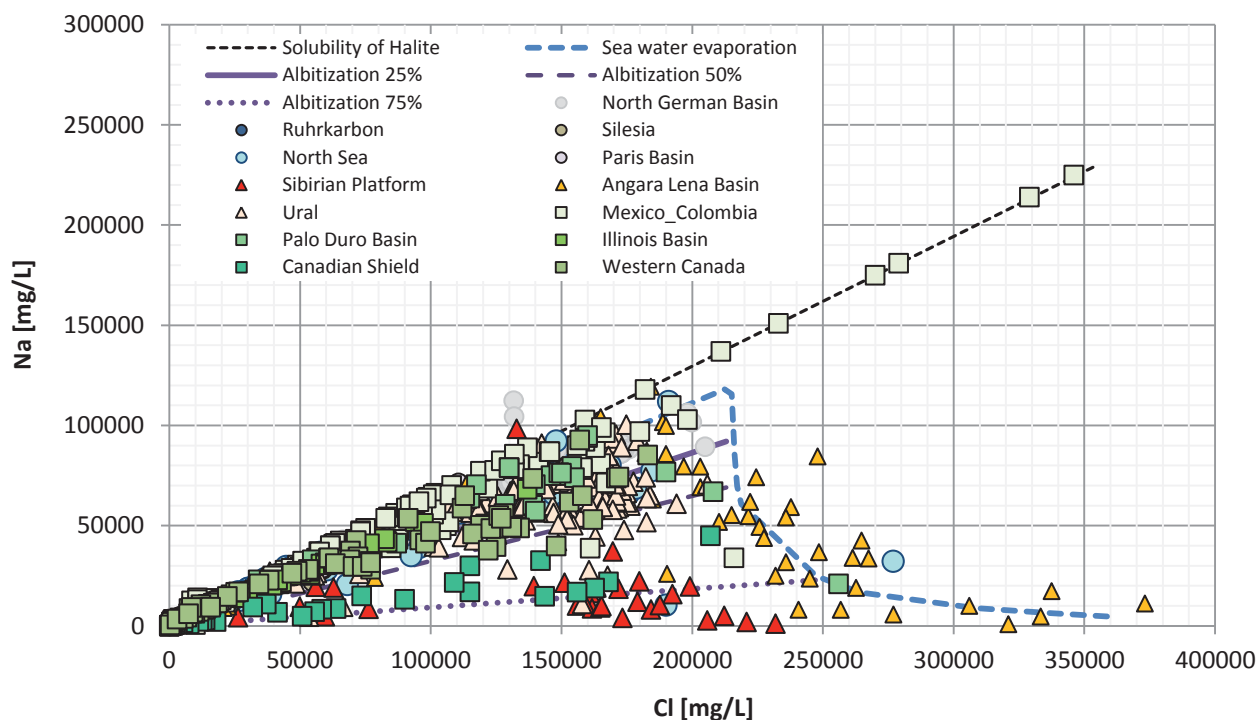 300000
Solubility of Halite Sea water evaporation
Albitization 25% Albitization 50%
Albitization 75% North German Basin
250000
Ruhrkarbon Silesia
North Sea Paris Basin
Sibirian Platform Angara Lena Basin
Ural Mexico_Colombia
200000
Palo Duro Basin Illinois Basin
Canadian Shield Western Canada
Na [mg/L]
150000
100000
50000
0
0 50000 100000 150000 200000 250000 300000 350000 400000
Cl [mg/L]